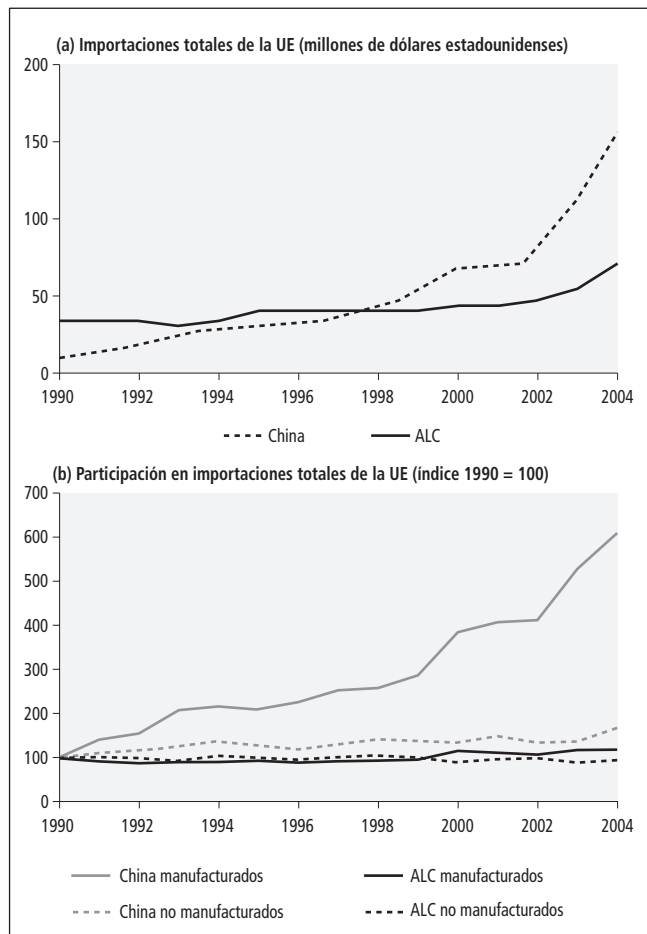 (a) Importaciones totales de la UE (millones de dólares estadounidenses)
200
150
100
50
0
1990 1992 1994 1996 1998 2000 2002 2004
China ALC
(b) Participación en importaciones totales de la UE (índice 1990 = 100)
700
600
500
400
300
200
100
0
1990 1992 1994 1996 1998 2000 2002 2004
China manufacturados ALC manufacturados
China no manufacturados ALC no manufacturados